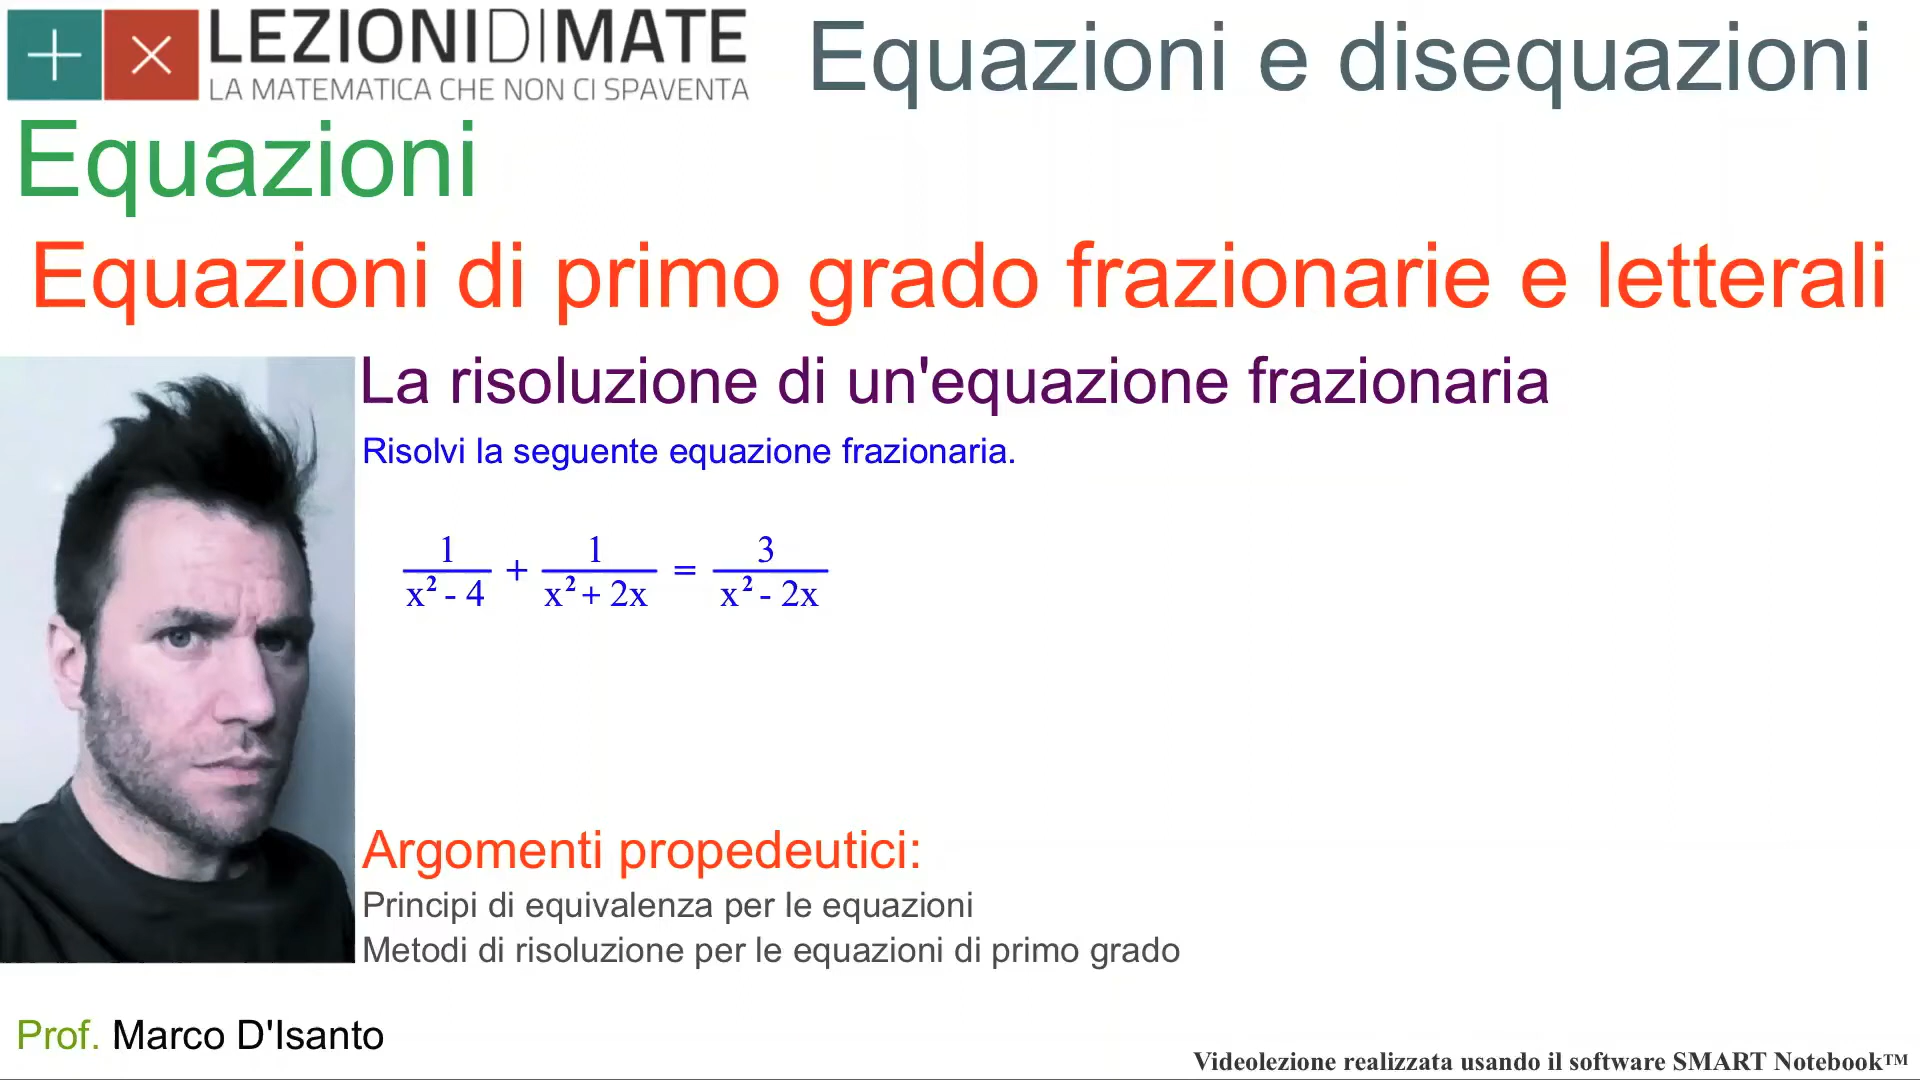 LEZIONIDIMATE
LA MATEMATICA CHE NON CI SPAVENTA
Equazioni e disequazioni
Equazioni
Equazioni di primo grado frazionarie e letterali
La risoluzione di un'equazione frazionaria
Risolvi la seguente equazione frazionaria.
1/(x² - 4) + 1/(x² + 2x) = 3/(x² - 2x)
Argomenti propedeutici:
Principi di equivalenza per le equazioni
Metodi di risoluzione per le equazioni di primo grado
Prof. Marco D'Isanto
Videolezione realizzata usando il software SMART Notebook™